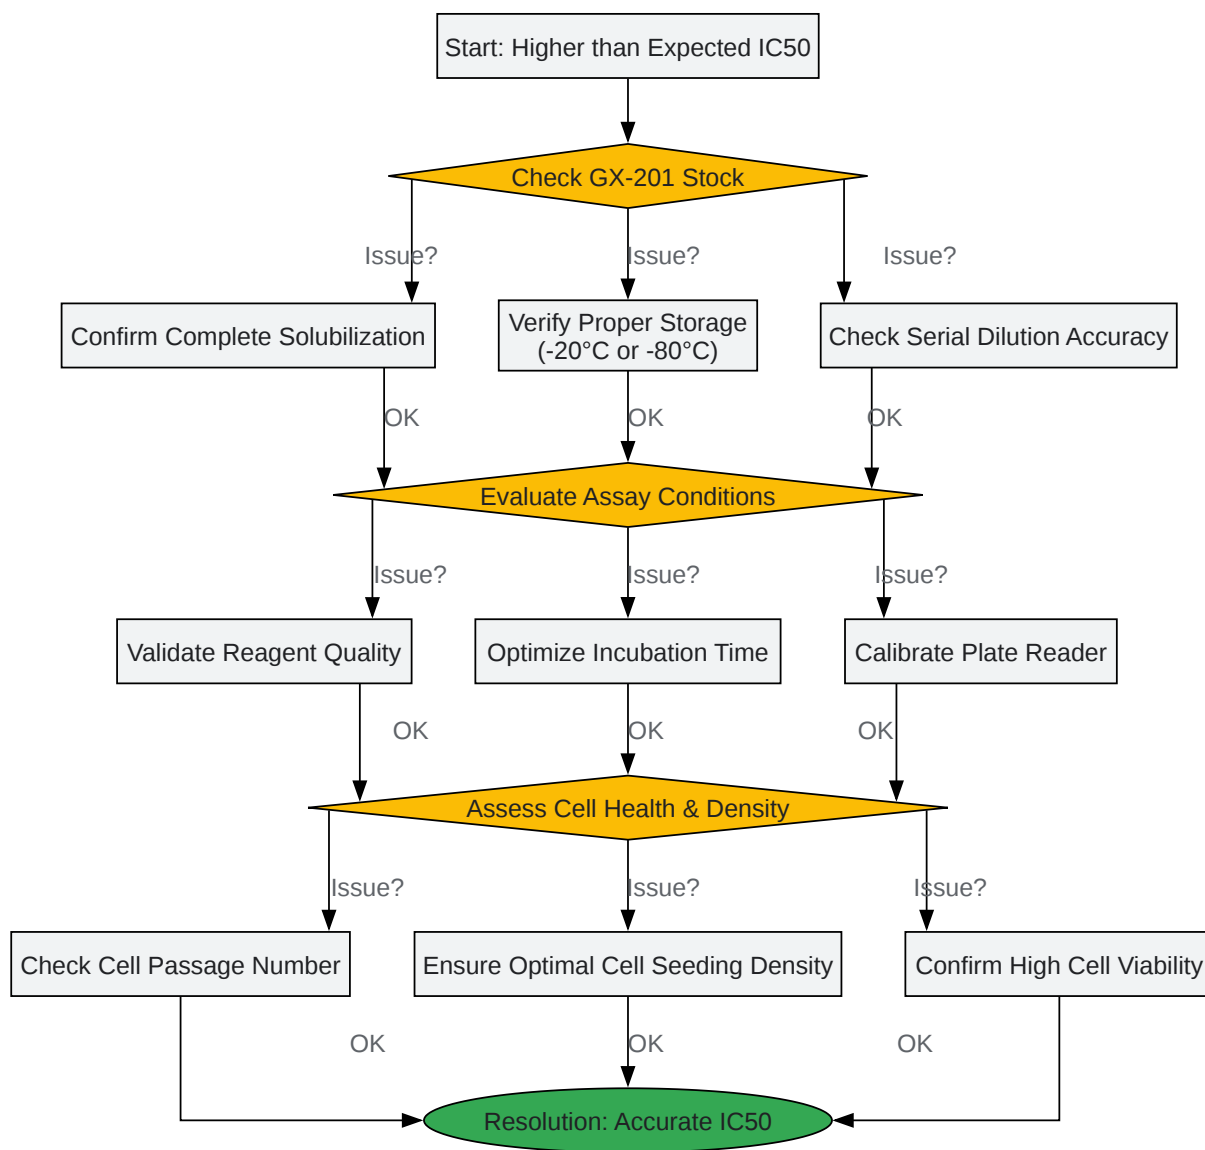 Start: Higher than Expected IC50
Check GX-201 Stock
Issue?
Issue?
Issue?
Confirm Complete Solubilization
Verify Proper Storage
(-20°C or -80°C)
Check Serial Dilution Accuracy
OK
OK
OK
Evaluate Assay Conditions
Issue?
Issue?
Issue?
Validate Reagent Quality
Optimize Incubation Time
Calibrate Plate Reader
OK
OK
OK
Assess Cell Health & Density
Issue?
Issue?
Issue?
Check Cell Passage Number
Ensure Optimal Cell Seeding Density
Confirm High Cell Viability
OK
OK
OK
Resolution: Accurate IC50